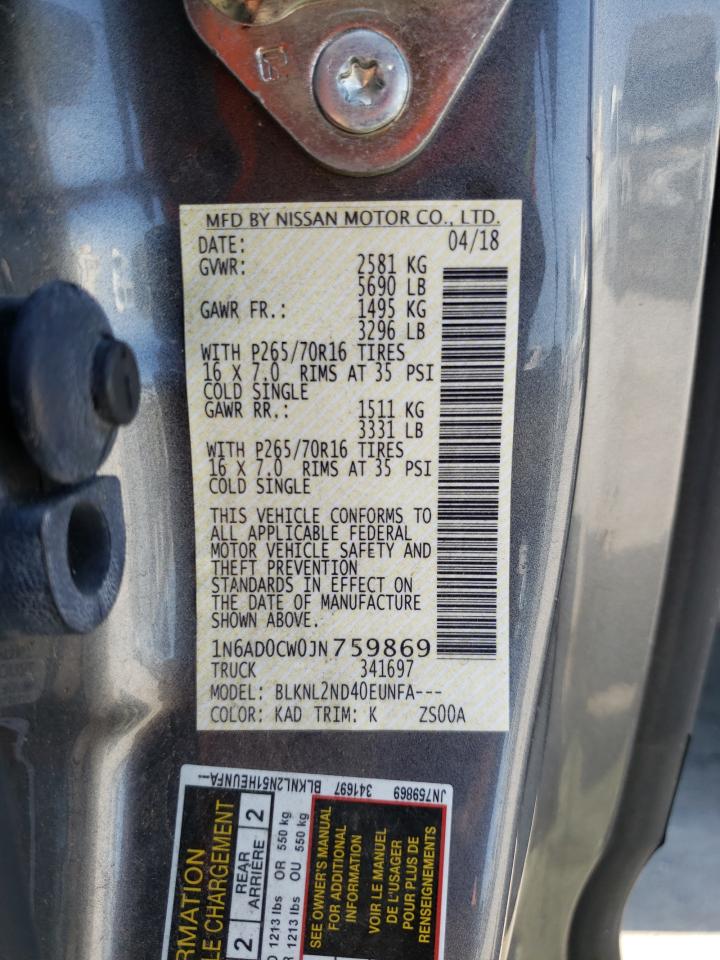 MFD BY NISSAN MOTOR CO., LTD.
DATE: 04/18
GVWR: 2581 KG
5690 LB
GAWR FR.: 1495 KG
3296 LB
WITH P265/70R16 TIRES
16 X 7.0 RIMS AT 35 PSI
COLD SINGLE
GAWR RR.: 1511 KG
3331 LB
WITH P265/70R16 TIRES
16 X 7.0 RIMS AT 35 PSI
COLD SINGLE
THIS VEHICLE CONFORMS TO
ALL APPLICABLE FEDERAL
MOTOR VEHICLE SAFETY AND
THEFT PREVENTION
STANDARDS IN EFFECT ON
THE DATE OF MANUFACTURE
SHOWN ABOVE.
1N6AD0CW0JN759869
TRUCK 341697
MODEL: BLKNL2ND40EUNFA---
COLOR: KAD TRIM: K ZS00A
JN759869 341697 BLKNL2N51HEUNFA--
RMATION
LE CHARGEMENT
2 REAR 2
ARRIÈRE
1213 lbs OR 550 kg
1213 lbs OU 550 kg
SEE OWNER'S MANUAL
FOR ADDITIONAL
INFORMATION
VOIR LE MANUEL
DE L'USAGER
POUR PLUS DE
RENSEIGNEMENTS